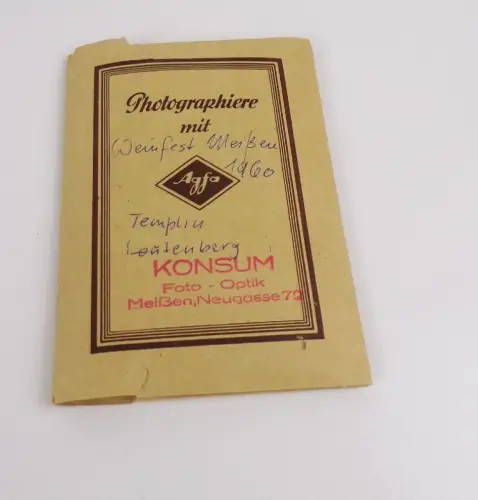 Photographiere
mit
Weinfest Meißen
1960
Agfa
Templin
Lautenberg
KONSUM
Foto - Optik
Meißen, Neugasse 72